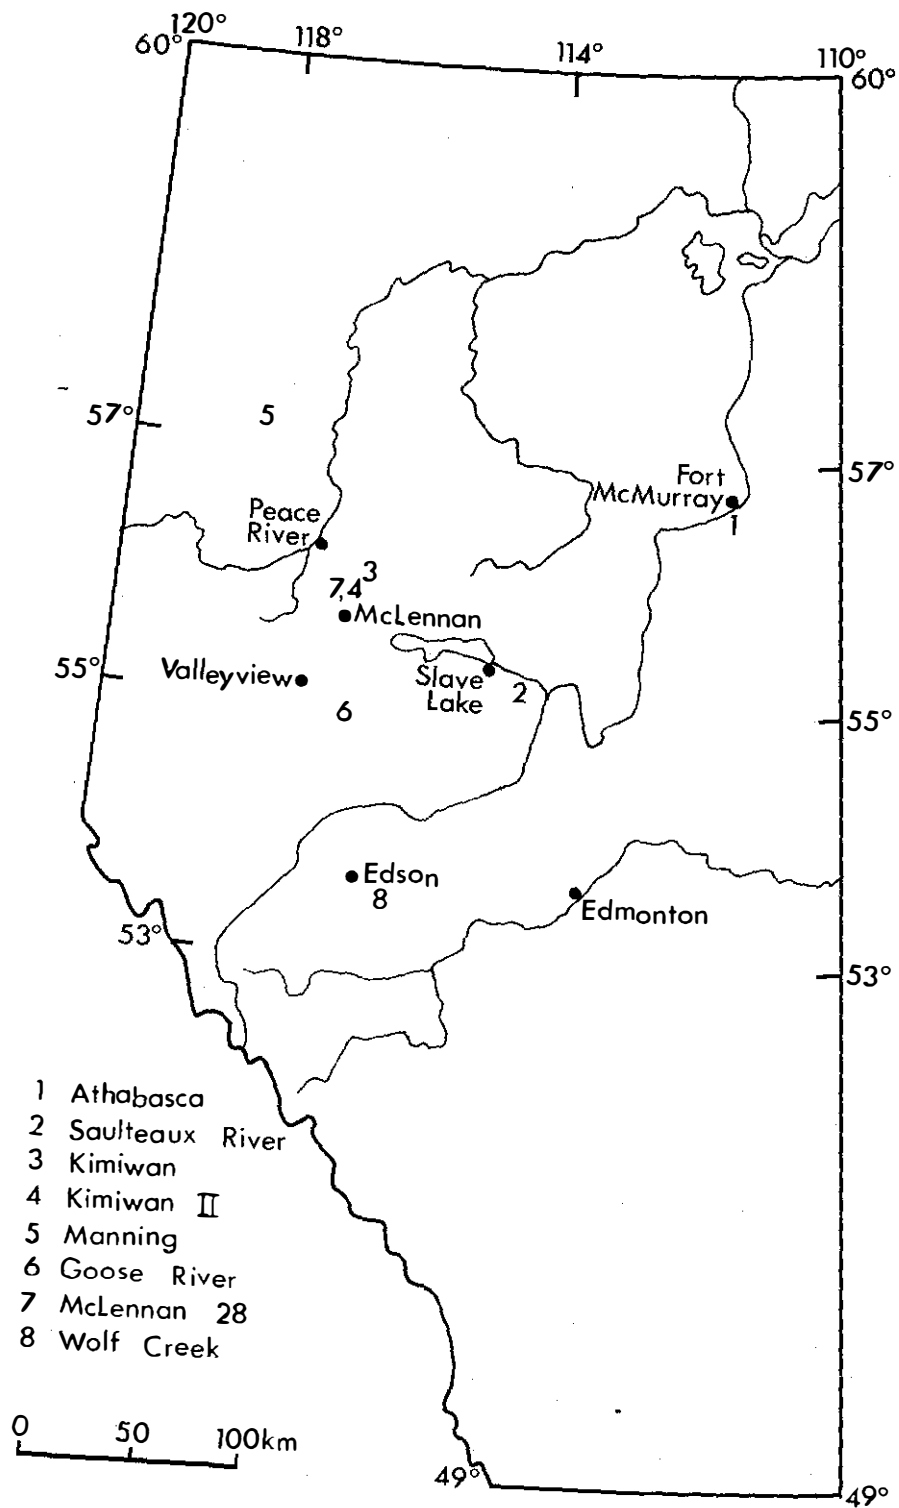 120°
60°
118°
114°
110°
60°
57°
5
57°
Fort
McMurray
1
Peace
River
3
7,4
McLennan
55°
Valleyview
Slave
Lake
2
6
55°
Edson
8
Edmonton
53°
53°
1 Athabasca
2 Saulteaux River
3 Kimiwan
4 Kimiwan II
5 Manning
6 Goose River
7 McLennan 28
8 Wolf Creek
0 50 100km
49°
49°